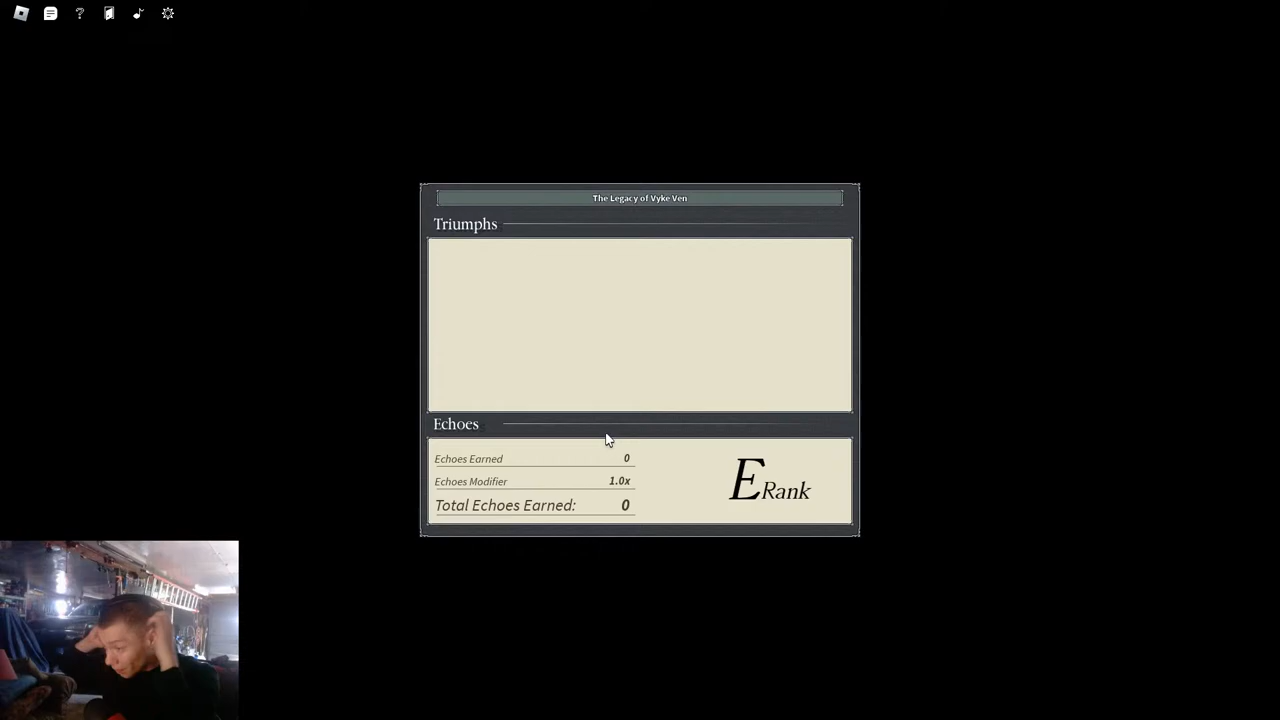 The Legacy of Vyke Ven
Triumphs
Echoes
Echoes Earned 0
Echoes Modifier 1.0x
Total Echoes Earned: 0
E Rank